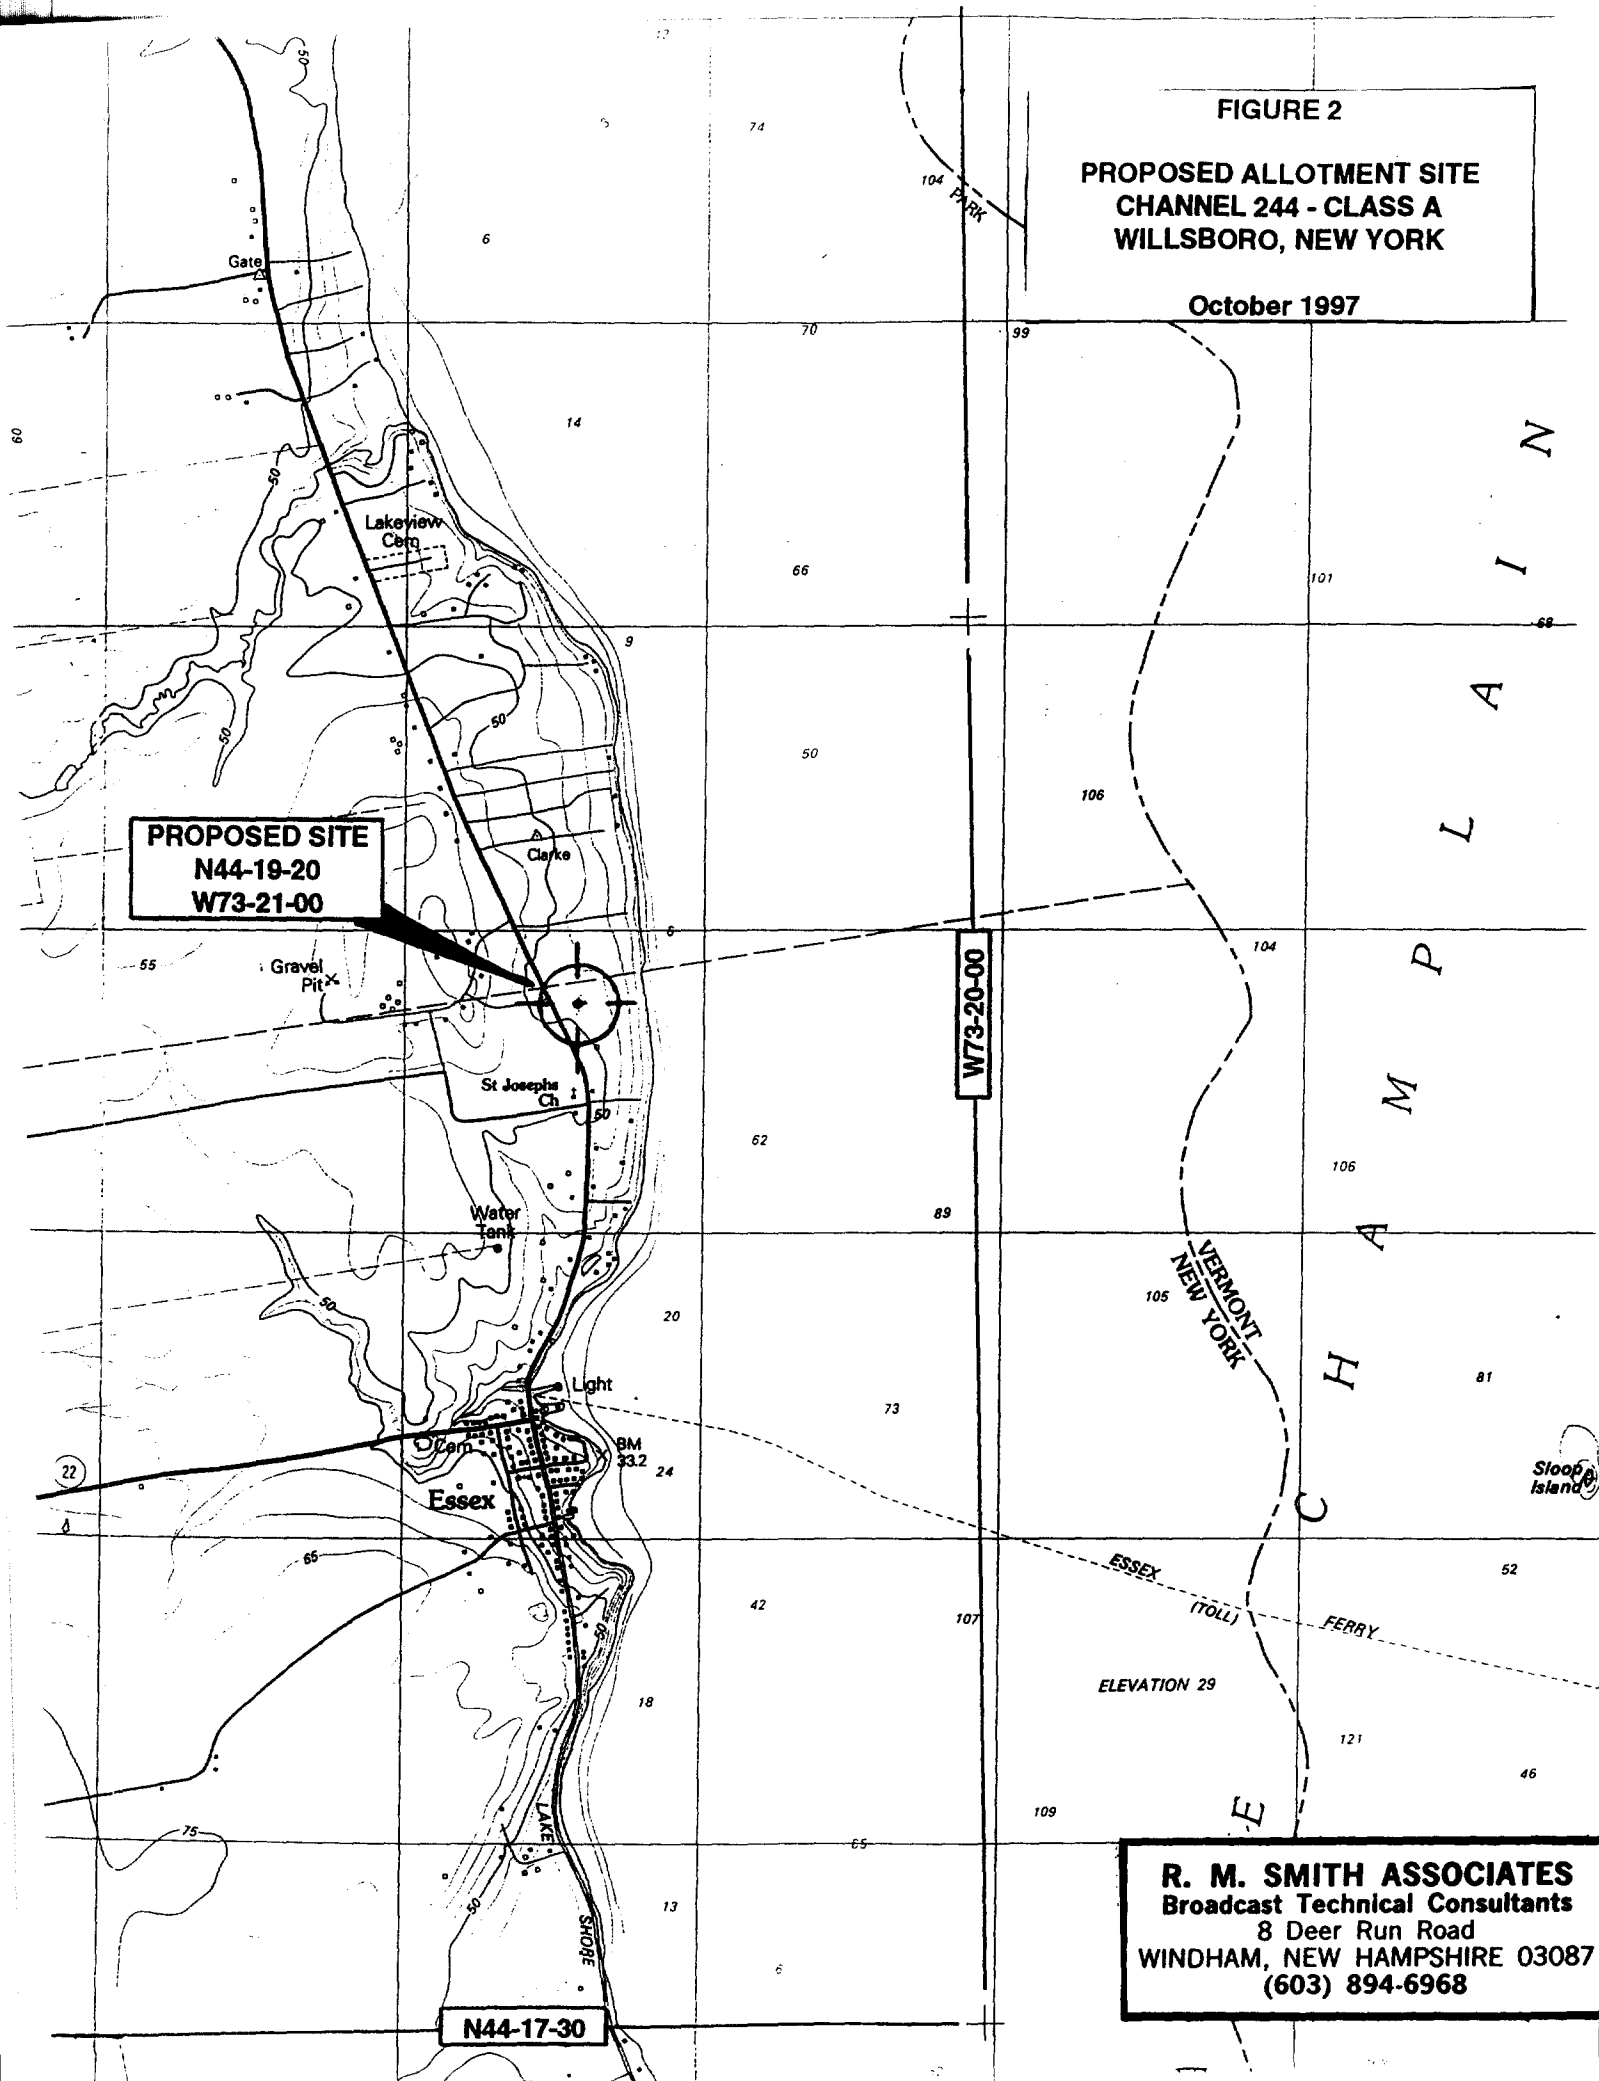 FIGURE 2
PROPOSED ALLOTMENT SITE
CHANNEL 244 - CLASS A
WILLSBORO, NEW YORK
October 1997
50
74
104
PARK
6
Gate
70
99
14
60
50
Lakeview
Cem
66
101
68
9
50
50
50
106
PROPOSED SITE
N44-19-20
W73-21-00
Clarke
6
104
55
Gravel
Pit
W73-20-00
St Josephs
Ch
50
62
106
89
Water
Tank
VERMONT
NEW YORK
105
50
20
Light
81
73
Cem
BM
33.2
24
22
Essex
Sloop
Island
65
ESSEX
(TOLL)
FERRY
52
42
107
50
ELEVATION 29
18
121
46
109
LAKE
SHORE
75
65
50
13
6
N44-17-30
N
I
A
L
P
M
A
H
C
E
R. M. SMITH ASSOCIATES
Broadcast Technical Consultants
8 Deer Run Road
WINDHAM, NEW HAMPSHIRE 03087
(603) 894-6968